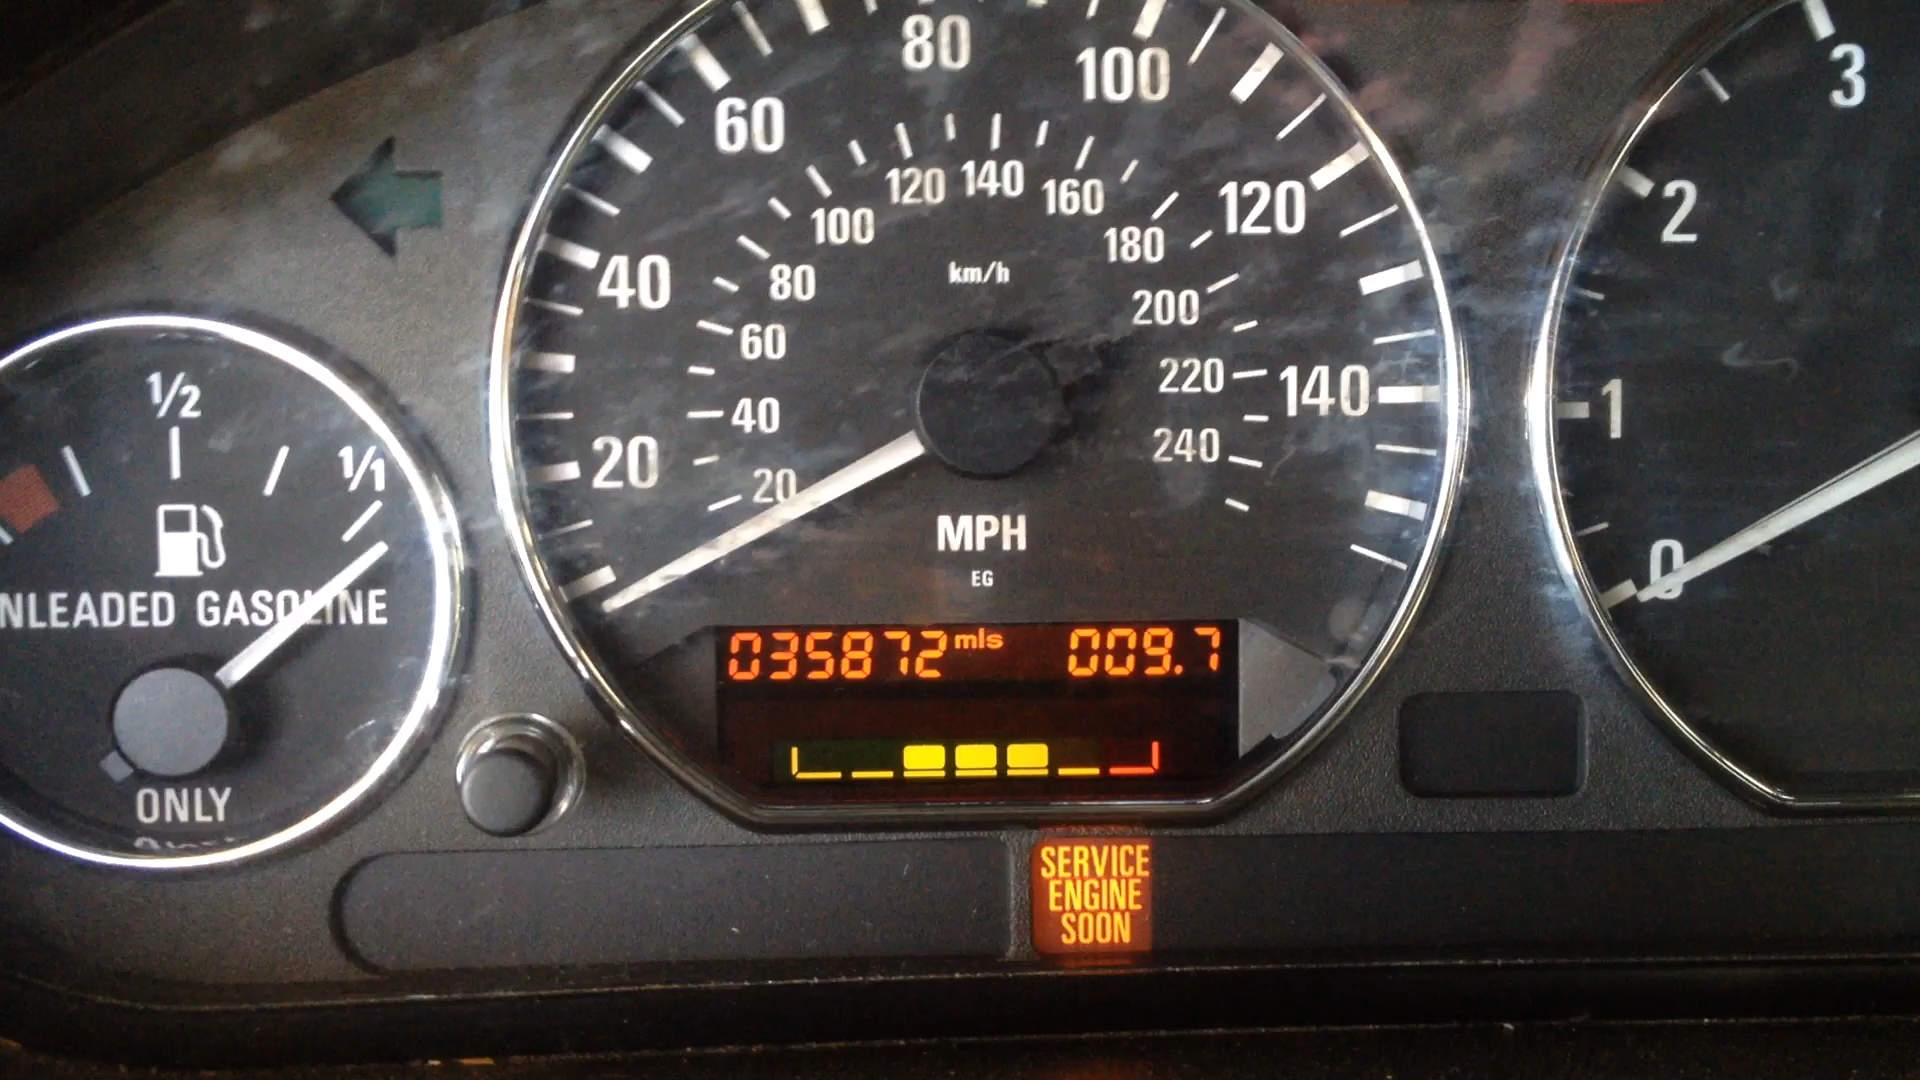 80
100
3
60
120
140
160
2
120
100
180
40
km/h
80
200
60
220
140
1/2
40
1
20
240
1/1
20
MPH
0
EG
NLEADED GASOLINE
035872 mls 009.7
ONLY
SERVICE
ENGINE
SOON